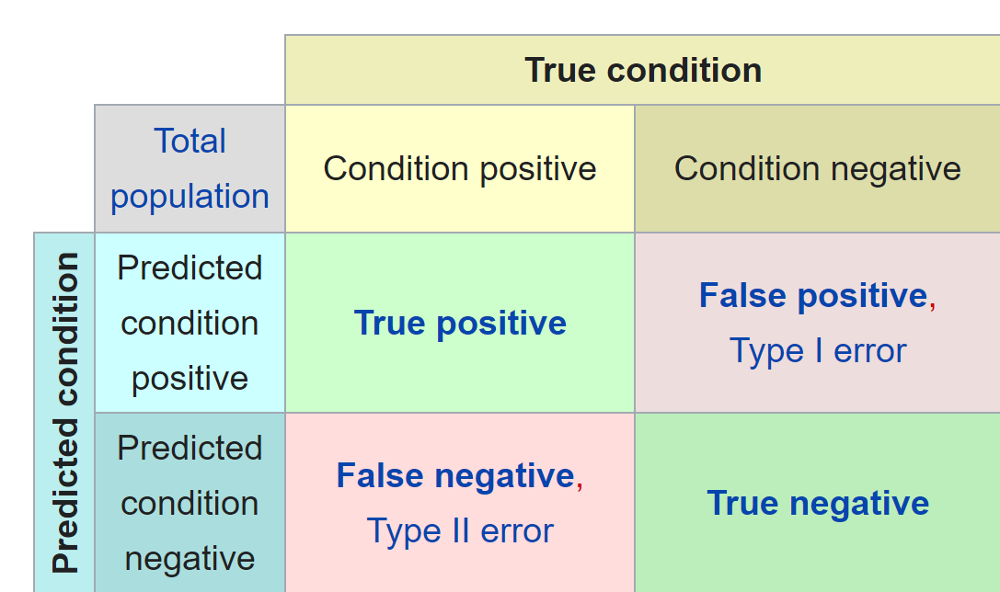 True condition
Total
population
Condition positive
Condition negative
Predicted condition
Predicted
condition
positive
True positive
False positive,
Type I error
Predicted
condition
negative
False negative,
Type II error
True negative